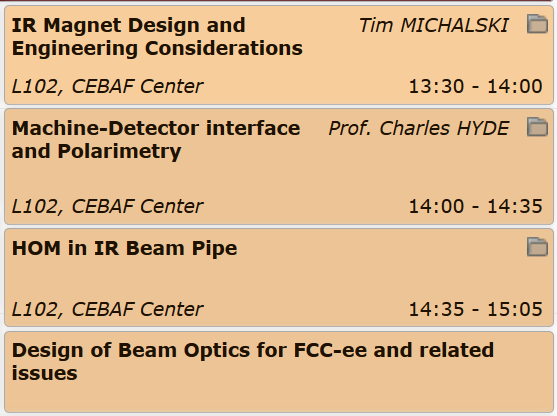 IR Magnet Design and Engineering Considerations Tim MICHALSKI
L102, CEBAF Center 13:30 - 14:00
Machine-Detector interface and Polarimetry Prof. Charles HYDE
L102, CEBAF Center 14:00 - 14:35
HOM in IR Beam Pipe
L102, CEBAF Center 14:35 - 15:05
Design of Beam Optics for FCC-ee and related
issues